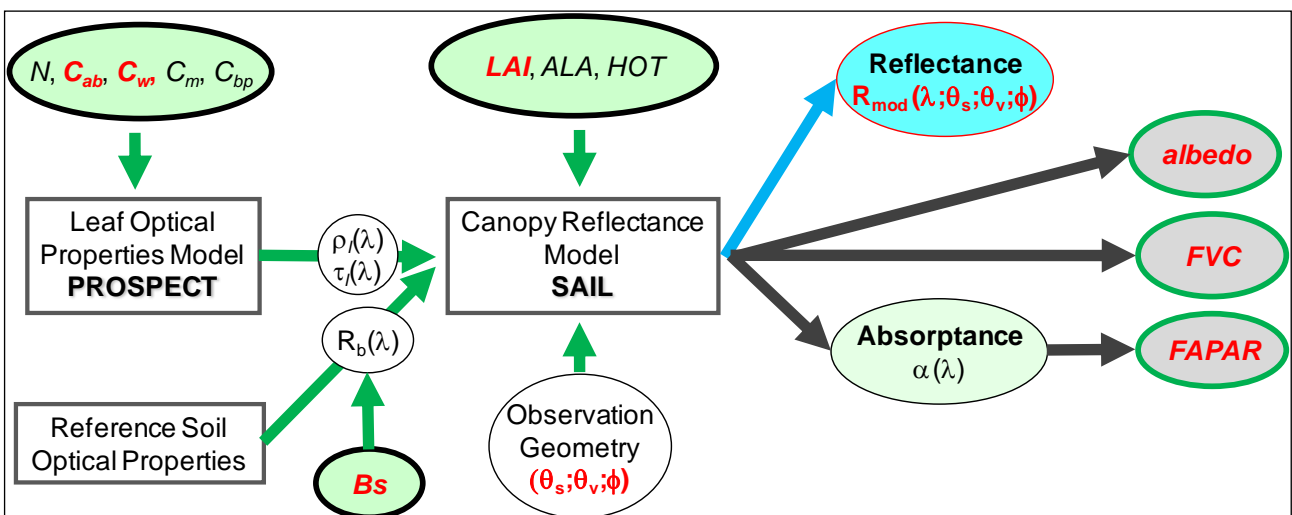 N, Cab, Cw, Cm, Cbp
LAI, ALA, HOT
Reflectance
Rmod(λ;θs;θv;ϕ)
albedo
Leaf Optical
Properties Model
PROSPECT
ρl(λ)
τl(λ)
Canopy Reflectance
Model
SAIL
FVC
Rb(λ)
Absorptance
α(λ)
FAPAR
Reference Soil
Optical Properties
Bs
Observation
Geometry
(θs;θv;ϕ)